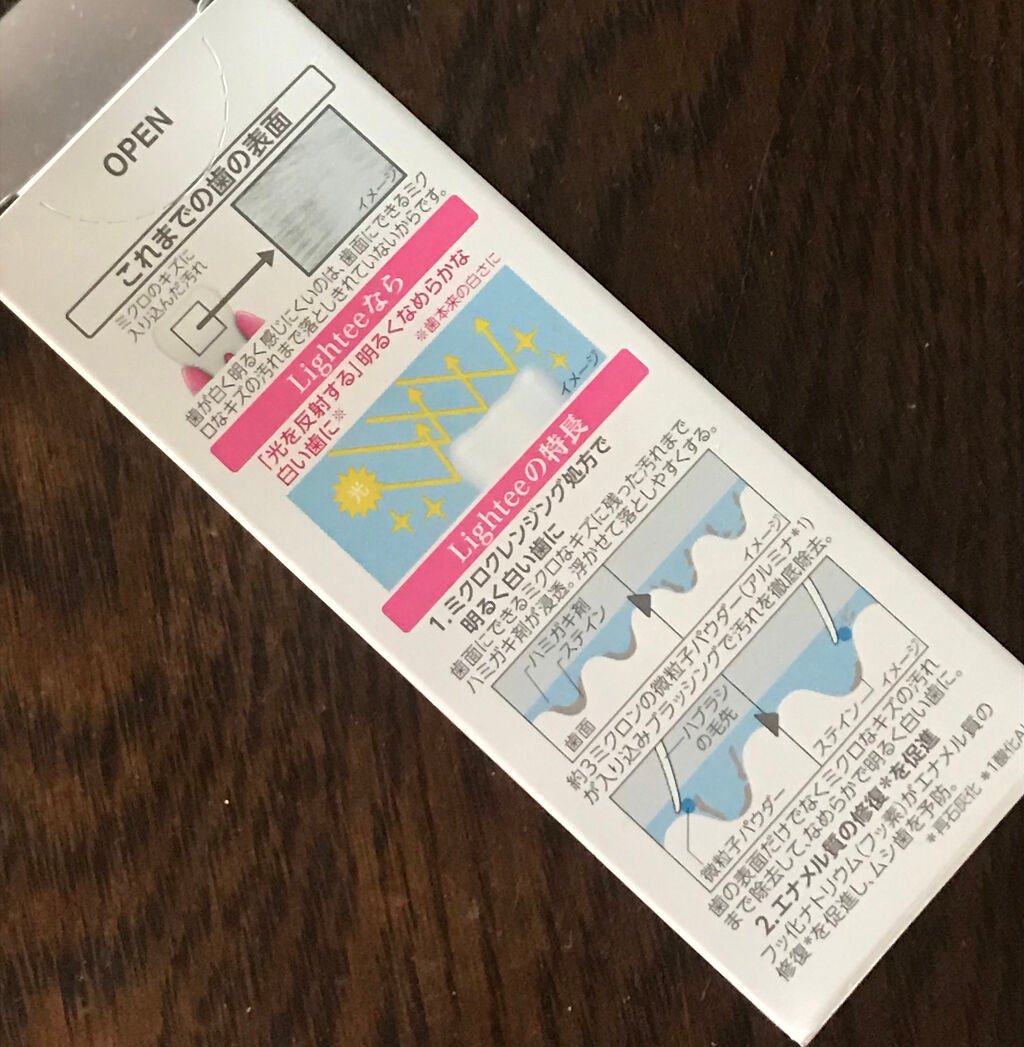 OPEN
これまでの歯の表面
ミクロのキズに
入り込んだ汚れ
イメージ
歯が白く明るく感じにくいのは、歯面にできるミク
ロなキズの汚れまで落としきれていないからです。
Lighteeなら
「光を反射する」明るくなめらかな
白い歯に※
※歯本来の白さに
光
イメージ
Lighteeの特長
1.ミクロクレンジング処方で
明るく白い歯に
歯面にできるミクロなキズに残った汚れまで
ハミガキ剤が浸透。浮かせて落としやすくする。
ハミガキ剤
ステイン
歯面
イメージ
約3ミクロンの微粒子パウダー(アルミナ*1)
が入り込みブラッシングで汚れを徹底除去。
ハブラシ
の毛先
微粒子パウダー
ステイン
イメージ
歯の表面だけでなくミクロなキズの汚れ
まで除去して、なめらかで明るく白い歯に。
2.エナメル質の修復*を促進
フッ化ナトリウム(フッ素)がエナメル質の
修復*を促進し、ムシ歯を予防。
*再石灰化 *1酸化A